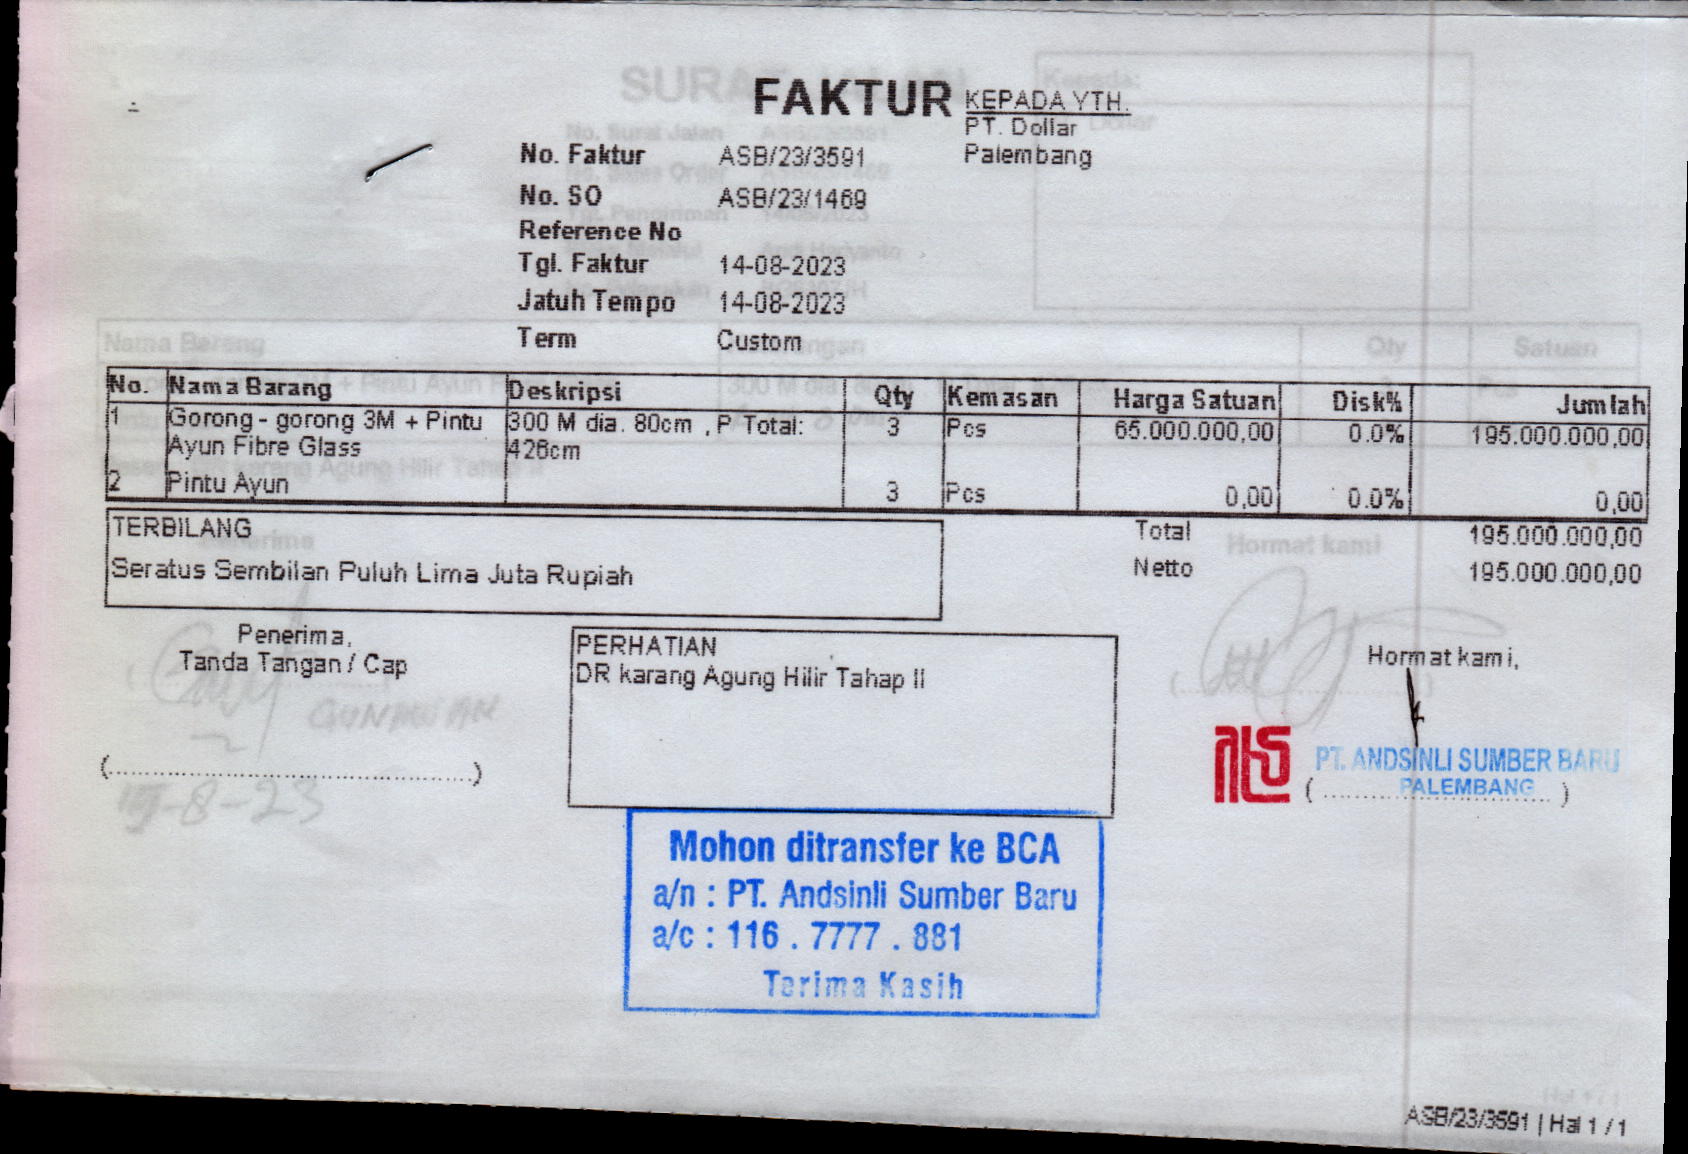 FAKTUR
KEPADA YTH.
PT. Dollar
Palembang
No. Faktur ASB/23/3591
No. SO ASB/23/1469
Reference No
Tgl. Faktur 14-08-2023
Jatuh Tempo 14-08-2023
Term Custom
No. Nama Barang Deskripsi Qty Kemasan Harga Satuan Disk% Jumlah
1 Gorong - gorong 3M + Pintu 300 M dia. 80cm , P Total: 3 Pcs 65.000.000,00 0.0% 195.000.000,00
Ayun Fibre Glass 426cm
2 Pintu Ayun 3 Pcs 0,00 0.0% 0,00
TERBILANG
Seratus Sembilan Puluh Lima Juta Rupiah
Total 195.000.000,00
Netto 195.000.000,00
Penerima,
Tanda Tangan / Cap
GUNAWAN
(........................................)
-8-23
PERHATIAN
DR karang Agung Hilir Tahap II
Hormat kami,
PT. ANDSINLI SUMBER BARU
PALEMBANG
Mohon ditransfer ke BCA
a/n : PT. Andsinli Sumber Baru
a/c : 116 . 7777 . 881
Terima Kasih
ASB/23/3591 | Hal 1 / 1